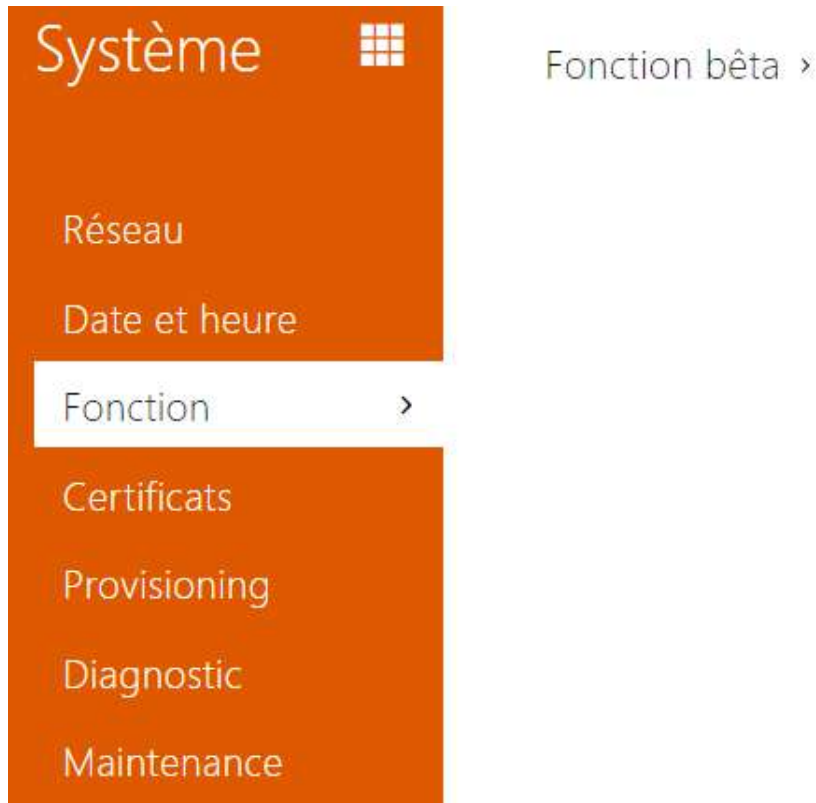 Système
Fonction bêta
Réseau
Date et heure
Fonction
Certificats
Provisioning
Diagnostic
Maintenance